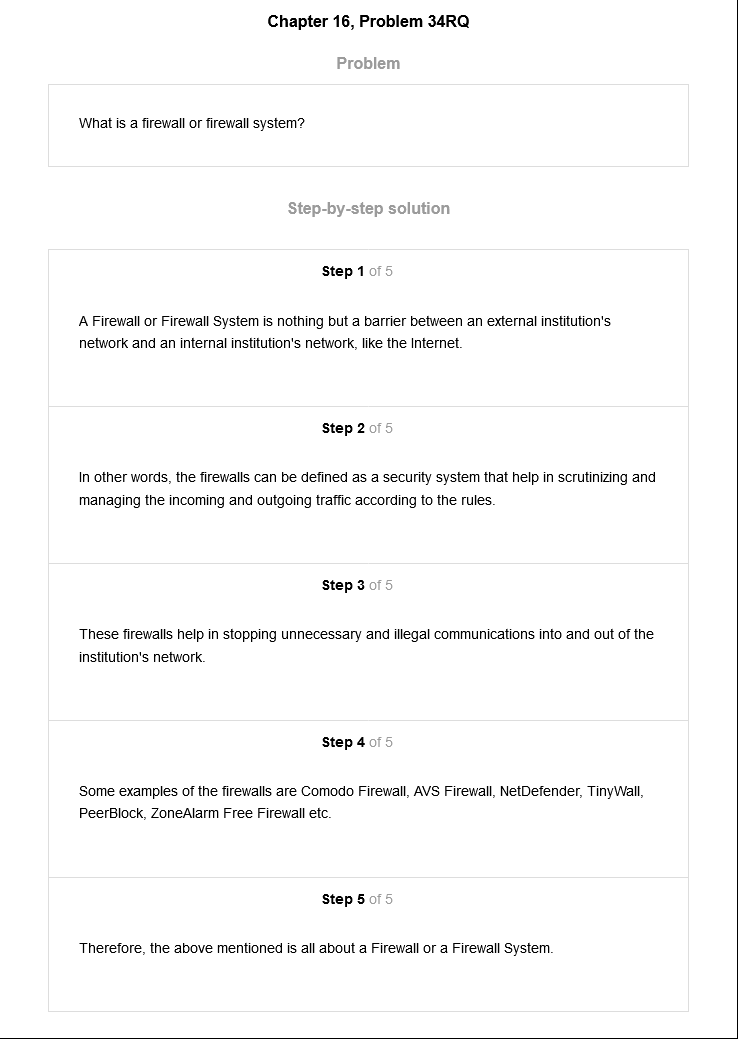 Chapter 16, Problem 34RQ
Problem
What is a firewall or firewall system?
Step-by-step solution
Step 1 of 5
A Firewall or Firewall System is nothing but a barrier between an external institution's
network and an internal institution's network, like the Internet.
Step 2 of 5
In other words, the firewalls can be defined as a security system that help in scrutinizing and
managing the incoming and outgoing traffic according to the rules.
Step 3 of 5
These firewalls help in stopping unnecessary and illegal communications into and out of the
institution's network.
Step 4 of 5
Some examples of the firewalls are Comodo Firewall, AVS Firewall, NetDefender, TinyWall,
PeerBlock, ZoneAlarm Free Firewall etc.
Step 5 of 5
Therefore, the above mentioned is all about a Firewall or a Firewall System.